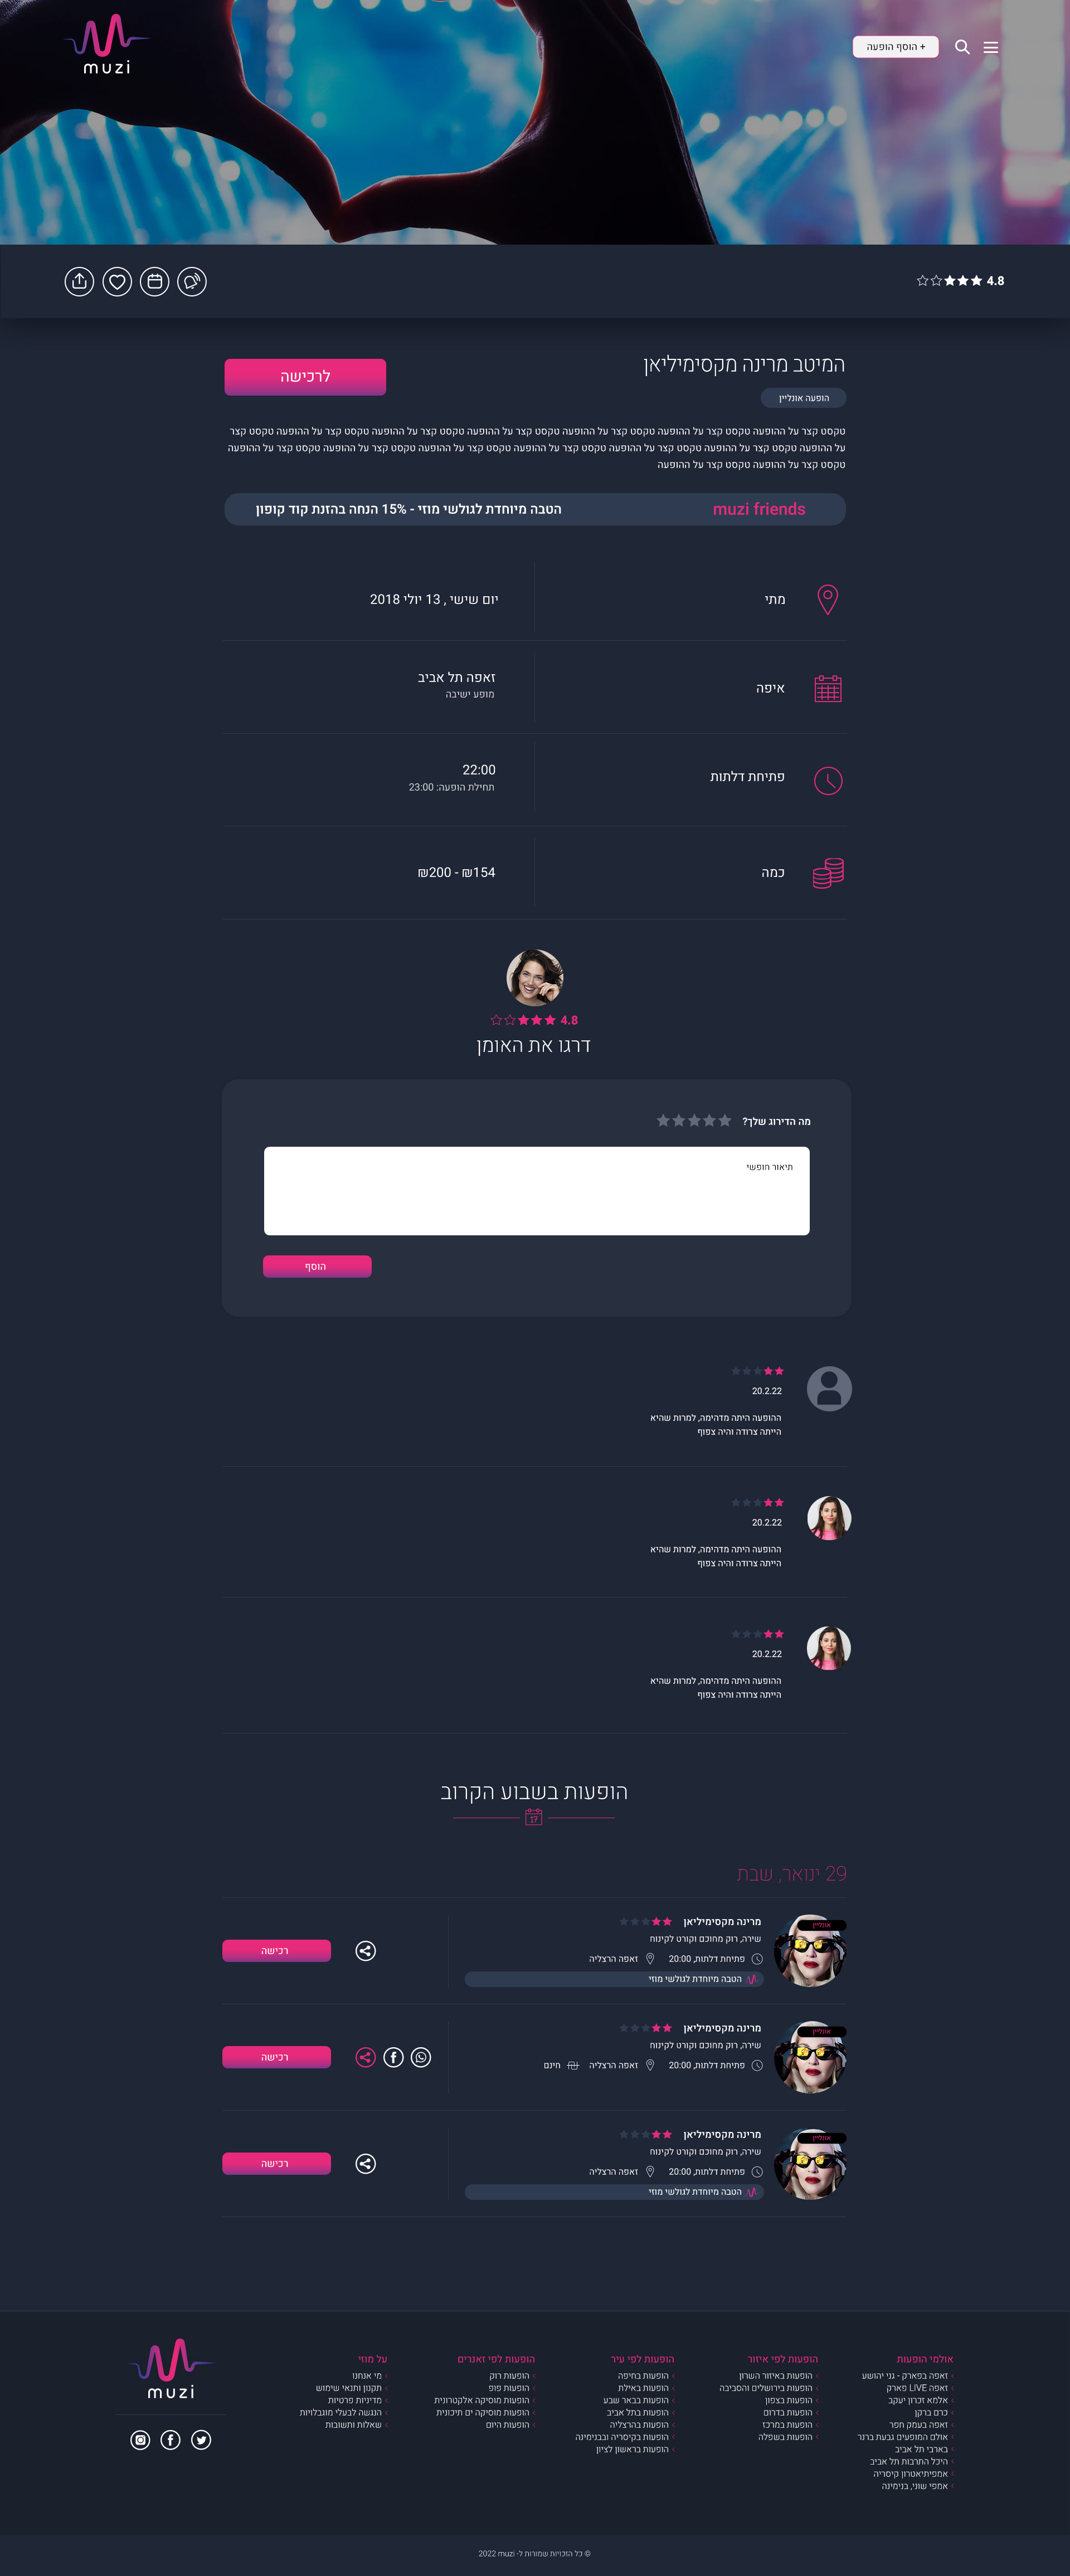 muzi
+ הוסף הופעה
4.8
המיטב מרינה מקסימיליאן
לרכישה
הופעה אונליין
טקסט קצר על ההופעה טקסט קצר על ההופעה טקסט קצר על ההופעה טקסט קצר על ההופעה טקסט קצר על ההופעה טקסט קצר על ההופעה טקסט קצר
על ההופעה טקסט קצר על ההופעה טקסט קצר על ההופעה טקסט קצר על ההופעה טקסט קצר על ההופעה טקסט קצר על ההופעה טקסט קצר על ההופעה
טקסט קצר על ההופעה טקסט קצר על ההופעה
muzi friends
הטבה מיוחדת לגולשי מוזי - 15% הנחה בהזנת קוד קופון
מתי
יום שישי , 13 יולי 2018
איפה
זאפה תל אביב
מופע ישיבה
פתיחת דלתות
22:00
תחילת הופעה: 23:00
כמה
₪154 - ₪200
4.8
דרגו את האומן
מה הדירוג שלך?
תיאור חופשי
הוסף
20.2.22
ההופעה היתה מדהימה, למרות שהיא
הייתה צרודה והיה צפוף
20.2.22
ההופעה היתה מדהימה, למרות שהיא
הייתה צרודה והיה צפוף
20.2.22
ההופעה היתה מדהימה, למרות שהיא
הייתה צרודה והיה צפוף
הופעות בשבוע הקרוב
17
29 ינואר, שבת
אונליין
מרינה מקסימיליאן
שירה, רוק מחוכם וקורט לקינוח
פתיחת דלתות, 20:00 זאפה הרצליה
הטבה מיוחדת לגולשי מוזי
רכישה
אונליין
מרינה מקסימיליאן
שירה, רוק מחוכם וקורט לקינוח
פתיחת דלתות, 20:00 זאפה הרצליה חינם
רכישה
אונליין
מרינה מקסימיליאן
שירה, רוק מחוכם וקורט לקינוח
פתיחת דלתות, 20:00 זאפה הרצליה
הטבה מיוחדת לגולשי מוזי
רכישה
אולמי הופעות
זאפה בפארק - גני יהושע
זאפה LIVE פארק
אלמא זכרון יעקב
כרם ברקן
זאפה בעמק חפר
אולם המופעים גבעת ברנר
בארבי תל אביב
היכל התרבות תל אביב
אמפיתיאטרון קיסריה
אמפי שוני, בנימינה
הופעות לפי איזור
הופעות באיזור השרון
הופעות בירושלים והסביבה
הופעות בצפון
הופעות בדרום
הופעות במרכז
הופעות בשפלה
הופעות לפי עיר
הופעות בחיפה
הופעות באילת
הופעות בבאר שבע
הופעות בתל אביב
הופעות בהרצליה
הופעות בקיסריה ובבנימינה
הופעות בראשון לציון
הופעות לפי זאנרים
הופעות רוק
הופעות פופ
הופעות מוסיקה אלקטרונית
הופעות מוסיקה ים תיכונית
הופעות היום
על מוזי
מי אנחנו
תקנון ותנאי שימוש
מדיניות פרטיות
הנגשה לבעלי מוגבלויות
שאלות ותשובות
muzi
© כל הזכויות שמורות ל- muzi 2022